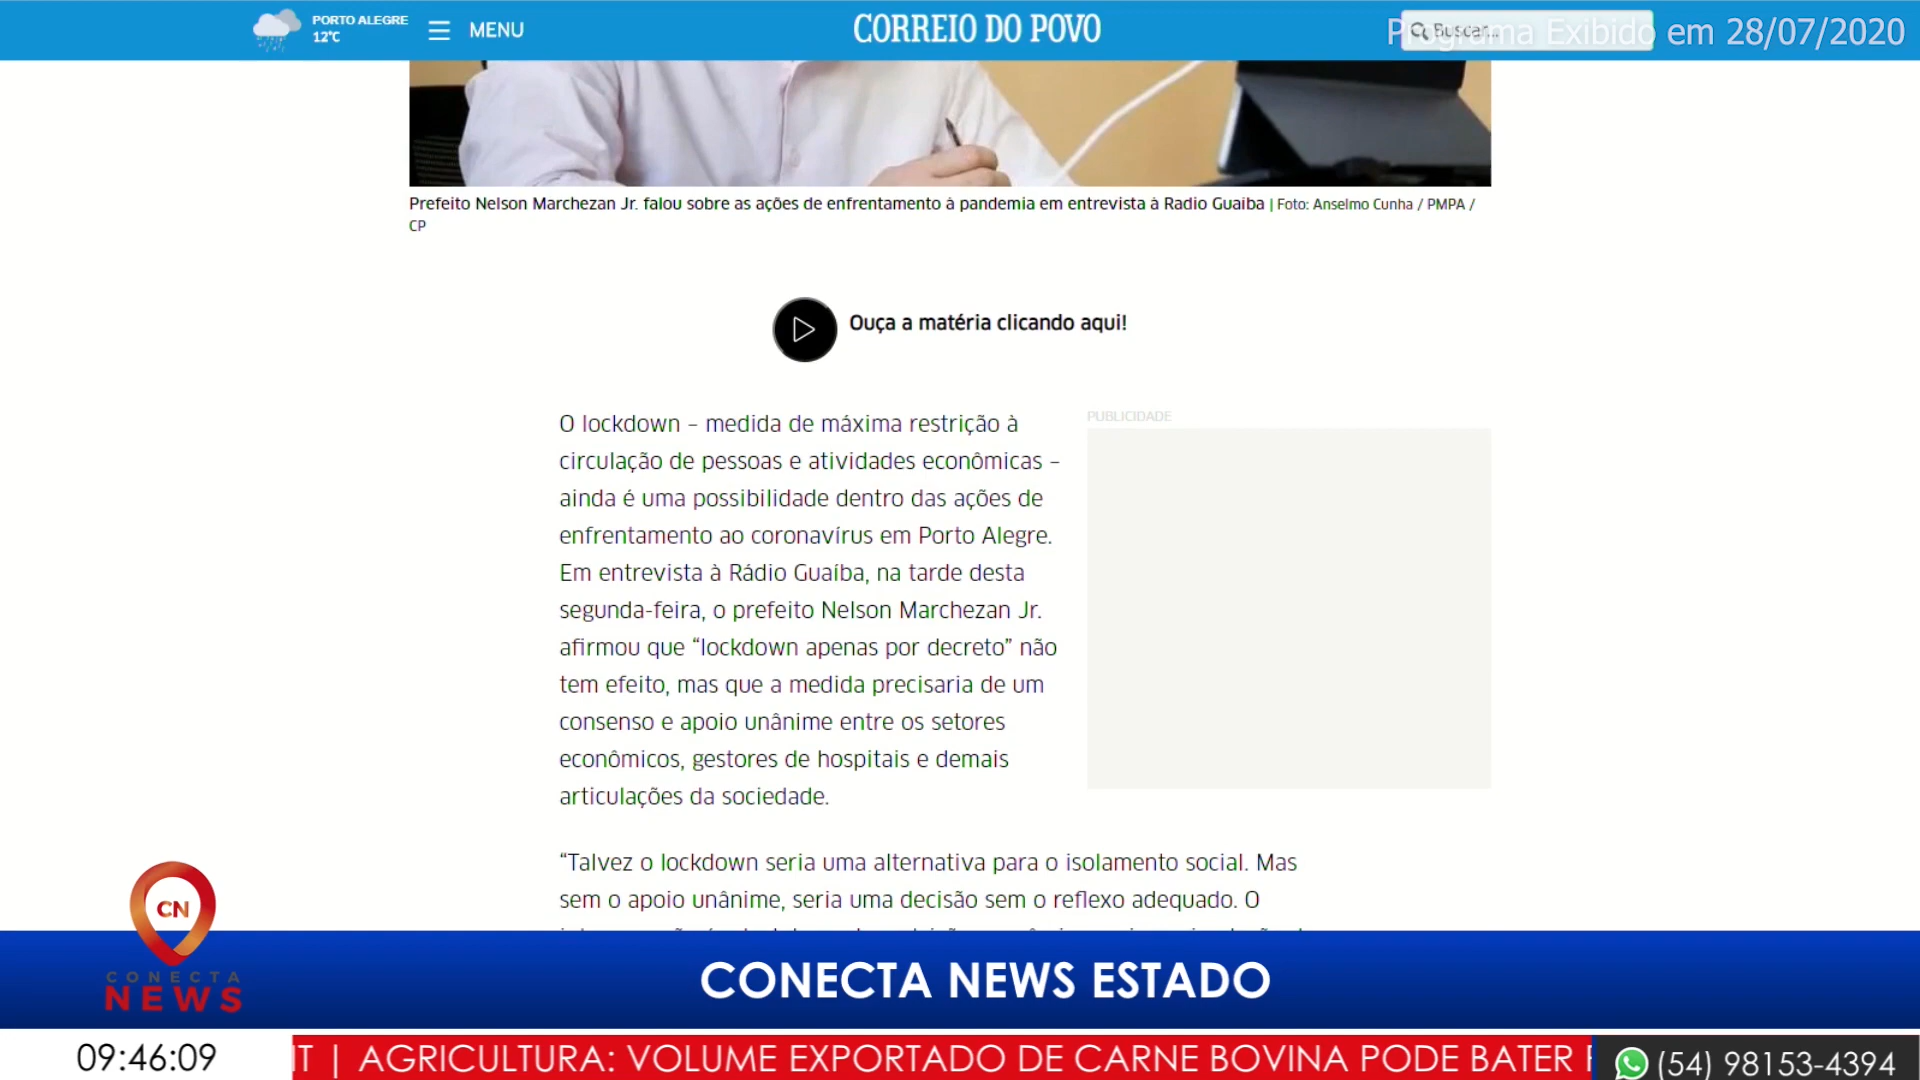 PORTO ALEGRE
12°C
MENU
CORREIO DO POVO
Buscar...
Programa Exibido em 28/07/2020
Prefeito Nelson Marchezan Jr. falou sobre as ações de enfrentamento à pandemia em entrevista à Radio Guaiba | Foto: Anselmo Cunha / PMPA /
CP
Ouça a matéria clicando aqui!
PUBLICIDADE
O lockdown – medida de máxima restrição à
circulação de pessoas e atividades econômicas –
ainda é uma possibilidade dentro das ações de
enfrentamento ao coronavírus em Porto Alegre.
Em entrevista à Rádio Guaíba, na tarde desta
segunda-feira, o prefeito Nelson Marchezan Jr.
afirmou que “lockdown apenas por decreto” não
tem efeito, mas que a medida precisaria de um
consenso e apoio unânime entre os setores
econômicos, gestores de hospitais e demais
articulações da sociedade.
“Talvez o lockdown seria uma alternativa para o isolamento social. Mas
sem o apoio unânime, seria uma decisão sem o reflexo adequado. O
CN
CONECTA
NEWS
CONECTA NEWS ESTADO
09:46:09
| AGRICULTURA: VOLUME EXPORTADO DE CARNE BOVINA PODE BATER
(54) 98153-4394